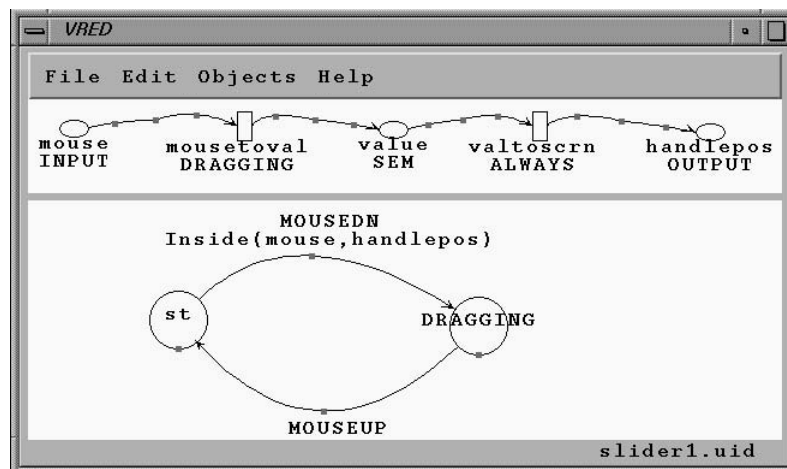 VRED
File Edit Objects Help
mouse mousetoval value valtoscrn handlepos
INPUT DRAGGING SEM ALWAYS OUTPUT
MOUSEDN
Inside(mouse,handlepos)
st DRAGGING
MOUSEUP
slider1.uid